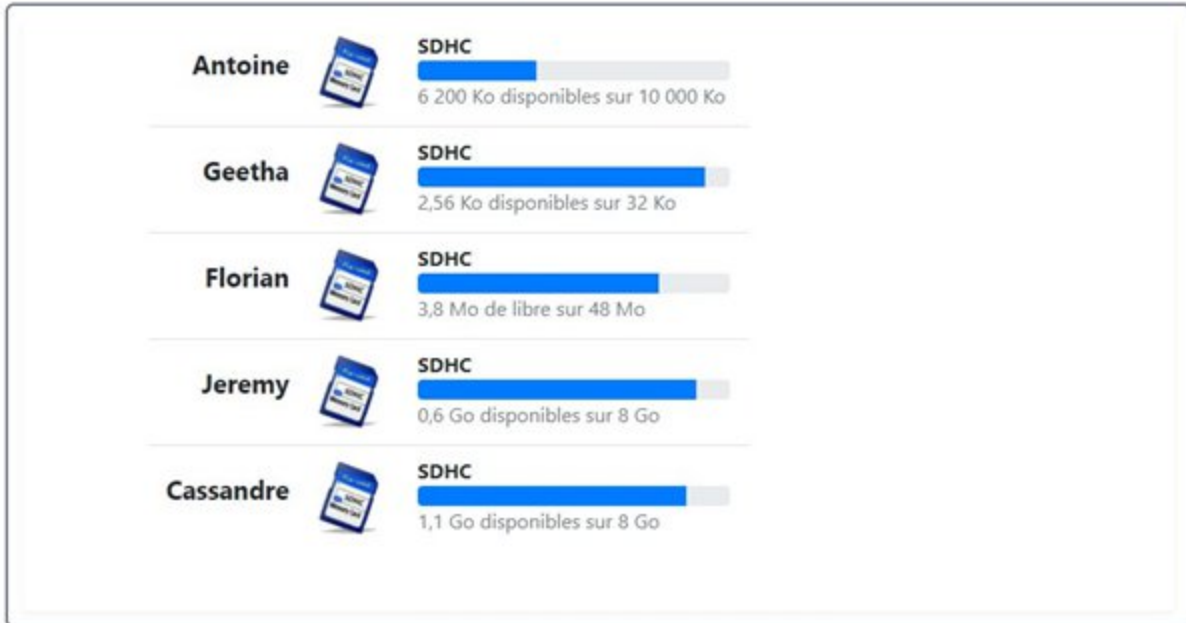 Antoine
SDHC
6 200 Ko disponibles sur 10 000 Ko
Geetha
SDHC
2,56 Ko disponibles sur 32 Ko
Florian
SDHC
3,8 Mo de libre sur 48 Mo
Jeremy
SDHC
0,6 Go disponibles sur 8 Go
Cassandre
SDHC
1,1 Go disponibles sur 8 Go